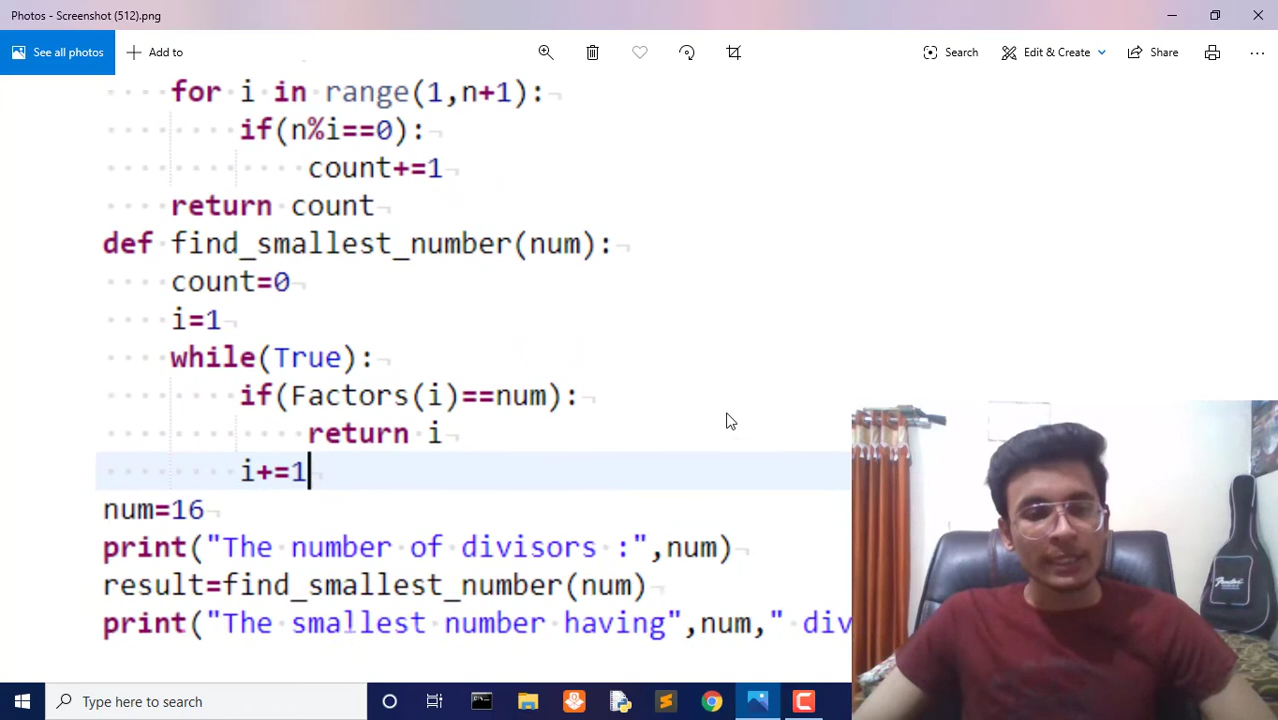 Photos - Screenshot (512).png
See all photos
Add to
Search
Edit & Create
Share
for i in range(1,n+1):
if(n%i==0):
count+=1
return count
def find_smallest_number(num):
count=0
i=1
while(True):
if(Factors(i)==num):
return i
i+=1
num=16
print("The number of divisors :",num)
result=find_smallest_number(num)
print("The smallest number having",num," div
Fender
Type here to search